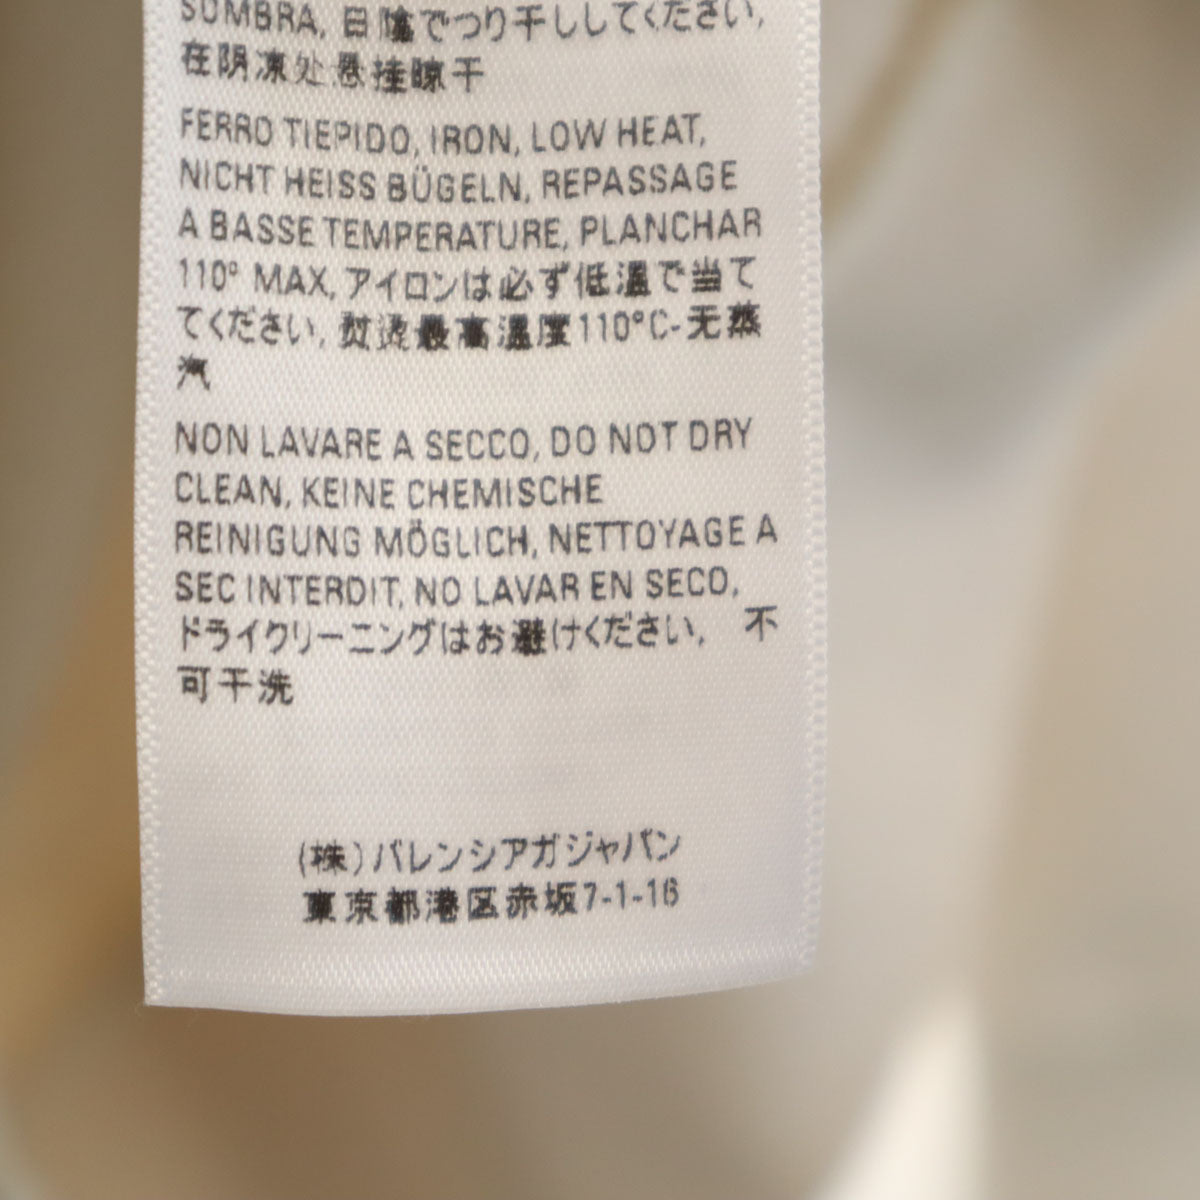 SOMBRA, 日陰でつり干ししてください,
在阴凉处悬挂晾干
FERRO TIEPIDO, IRON, LOW HEAT,
NICHT HEISS BÜGELN, REPASSAGE
A BASSE TEMPERATURE, PLANCHAR
110° MAX, アイロンは必ず低温で当て
てください, 熨烫最高温度110°C-无蒸
汽
NON LAVARE A SECCO, DO NOT DRY
CLEAN, KEINE CHEMISCHE
REINIGUNG MÖGLICH, NETTOYAGE A
SEC INTERDIT, NO LAVAR EN SECO,
ドライクリーニングはお避けください, 不
可干洗
(株)バレンシアガジャパン
東京都港区赤坂7-1-16